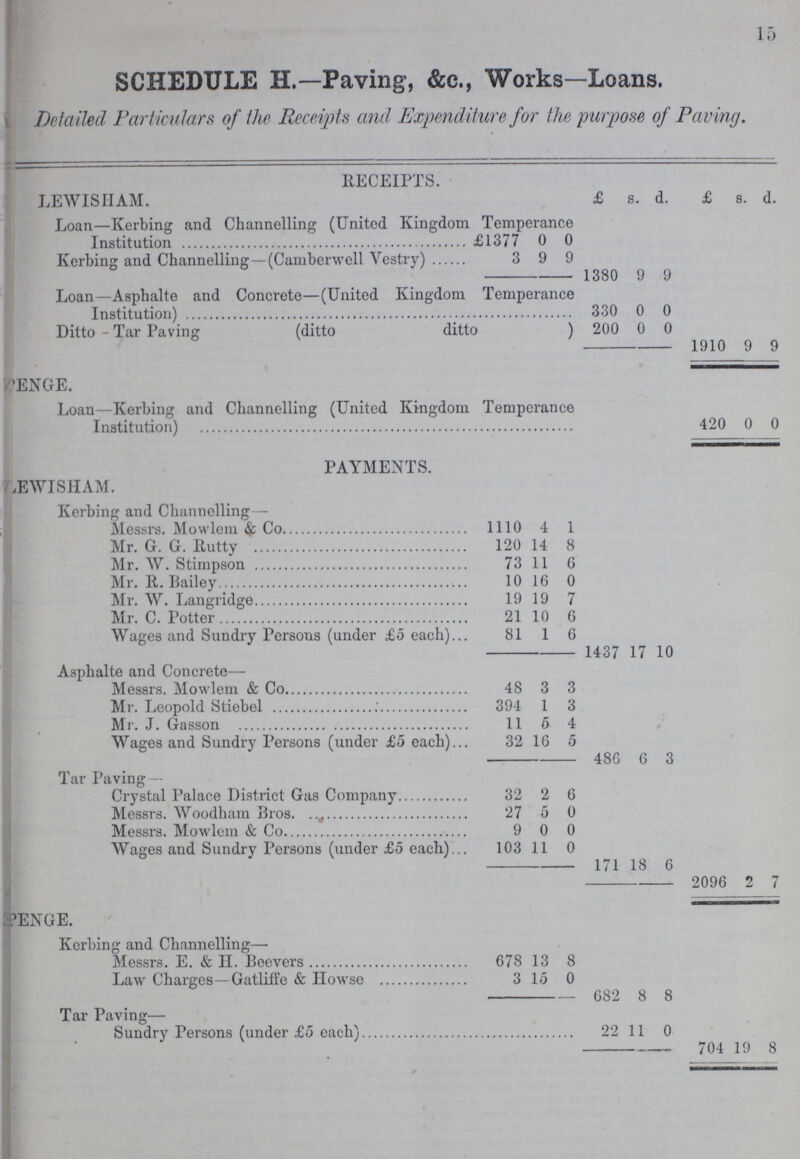 15
SCHEDULE H.—Paving, &c., Works—Loans.
Detailed Particulars of the Receipts and Expenditure for the purpose of Paving.
RECEIPTS.
LEWISHAM. £ s. d. £ s. d.
Loan—Kerbing and Channelling (United Kingdom Temperance
Institution ........ £1377 0 0
Kerbing and Channelling—(Camberwell Vestry) ...... 3 9 9
1380 9 9
Loan—Asphalte and Concrete—(United Kingdom Temperance
Institution) ........ 330 0 0
Ditto - Tar Paving (ditto ditto ) 200 0 0
1910 9 9
PENGE.
Loan—Kerbing and Channelling (United Kingdom Temperance
Institution) ........ 420 0 0
PAYMENTS.
LEWISHAM.
Kerbing and Channelling—
Messrs. Mowlem & Co........ 1110 4 1
Mr. G. G. Rutty ........ 120 14 8
Mr. W. Stimpson ........ 73 11 6
Mr. R. Bailey........ 10 16 0
Mr. W. Langridge........ 19 19 7
Mr. C. Potter ........ 21 10 6
Wages and Sundry Persons (under £5 each)... 81 1 6
1437 17 10
Asphalte and Concrete—
Messrs. Mowlem & Co........ 48 3 3
Mr. Leopold Stiebel ........ 394 1 3
Mr. J. Gasson ........ 11 5 4
Wages and Sundry Persons (under £5 each)... 32 16 5
486 6 3
Tar Paving—
Crystal Palace District Gas Company........ 32 2 6
Messrs. Woodham Bros. ........ 27 5 0
Messrs. Mowlem & Co........ 9 0 0
Wages and Sundry Persons (under £5 each)... 103 11 0
171 18 6
2096 2 7
PENGE.
Kerbing and Channelling—
Messrs. E. & H. Beevers ........ 678 13 8
Law Charges—Gatliffe & Howse ........ 3 15 0
682 8 8
Tar Paving—
Sundry Persons (under £5 each)........ 22 11 0
704 19 8